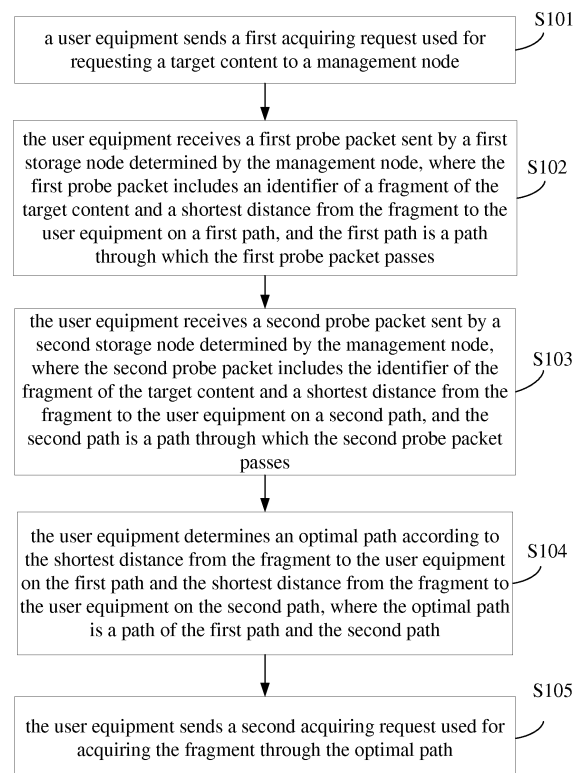 S101
a user equipment sends a first acquiring request used for
requesting a target content to a management node
S102
the user equipment receives a first probe packet sent by a first
storage node determined by the management node, where the
first probe packet includes an identifier of a fragment of the
target content and a shortest distance from the fragment to the
user equipment on a first path, and the first path is a path
through which the first probe packet passes
S103
the user equipment receives a second probe packet sent by a
second storage node determined by the management node,
where the second probe packet includes the identifier of the
fragment of the target content and a shortest distance from the
fragment to the user equipment on a second path, and the
second path is a path through which the second probe packet
passes
S104
the user equipment determines an optimal path according to
the shortest distance from the fragment to the user equipment
on the first path and the shortest distance from the fragment to
the user equipment on the second path, where the optimal path
is a path of the first path and the second path
S105
the user equipment sends a second acquiring request used for
acquiring the fragment through the optimal path